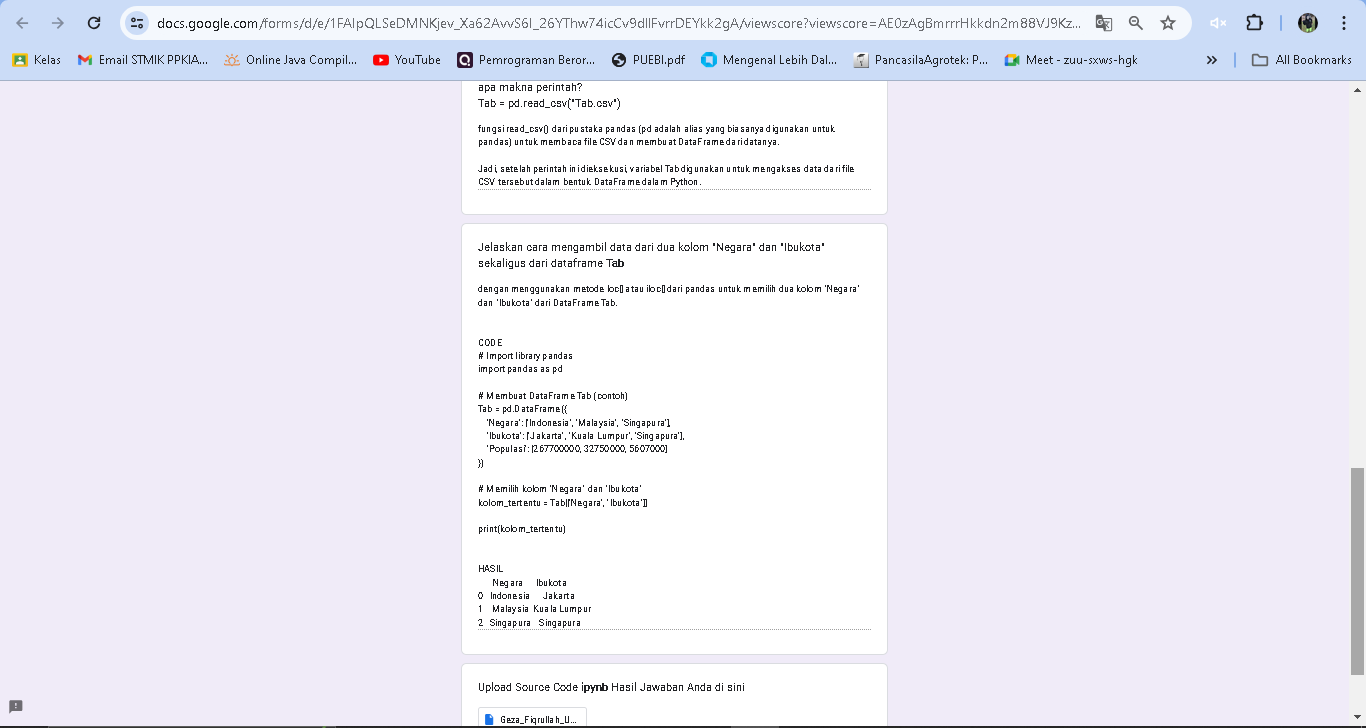 docs.google.com/forms/d/e/1FAIpQLSeDMNKjev_Xa62AvvS6I_26YThw74icCv9dIlFvrrDEYkk2gA/viewscore?viewscore=AE0zAgBmrrrHkkdn2m88VJ9Kz...
Kelas Email STMIK PPKIA... Online Java Compil... YouTube Pemrograman Beror... PUEBI.pdf Mengenal Lebih Dal... PancasilaAgrotek: P... Meet - zuu-sxws-hgk » All Bookmarks
apa makna perintah?
Tab = pd.read_csv("Tab.csv")
fungsi read_csv() dari pustaka pandas (pd adalah alias yang biasanya digunakan untuk
pandas) untuk membaca file CSV dan membuat DataFrame dari datanya.
Jadi, setelah perintah ini dieksekusi, variabel Tab digunakan untuk mengakses data dari file
CSV tersebut dalam bentuk DataFrame dalam Python.
Jelaskan cara mengambil data dari dua kolom "Negara" dan "Ibukota"
sekaligus dari dataframe Tab
dengan menggunakan metode loc[] atau iloc[] dari pandas untuk memilih dua kolom 'Negara'
dan 'Ibukota' dari DataFrame Tab.
CODE
# Import library pandas
import pandas as pd
# Membuat DataFrame Tab (contoh)
Tab = pd.DataFrame({
'Negara': ['Indonesia', 'Malaysia', 'Singapura'],
'Ibukota': ['Jakarta', 'Kuala Lumpur', 'Singapura'],
'Populasi': [267700000, 32750000, 5607000]
})
# Memilih kolom 'Negara' dan 'Ibukota'
kolom_tertentu = Tab[['Negara', 'Ibukota']]
print(kolom_tertentu)
HASIL
Negara Ibukota
0 Indonesia Jakarta
1 Malaysia Kuala Lumpur
2 Singapura Singapura
Upload Source Code ipynb Hasil Jawaban Anda di sini
Geza_Fiqrullah_U...